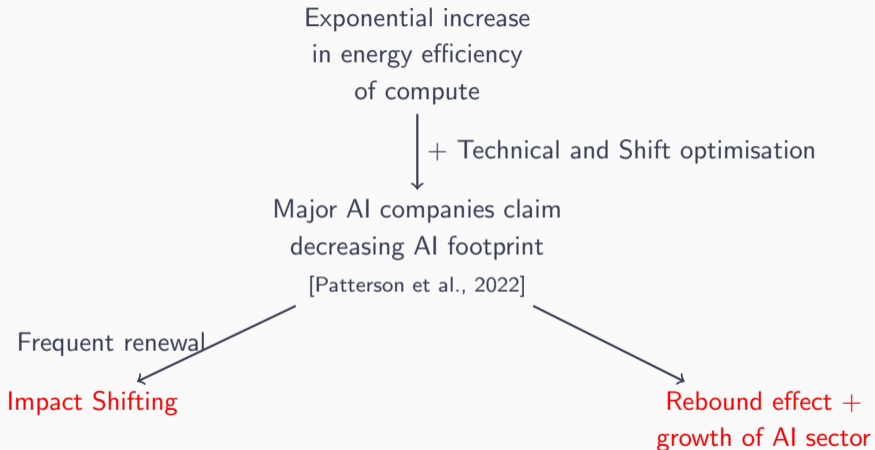 Exponential increase
in energy efficiency
of compute
+ Technical and Shift optimisation
Major AI companies claim
decreasing AI footprint
[Patterson et al., 2022]
Frequent renewal
Impact Shifting
Rebound effect +
growth of AI sector